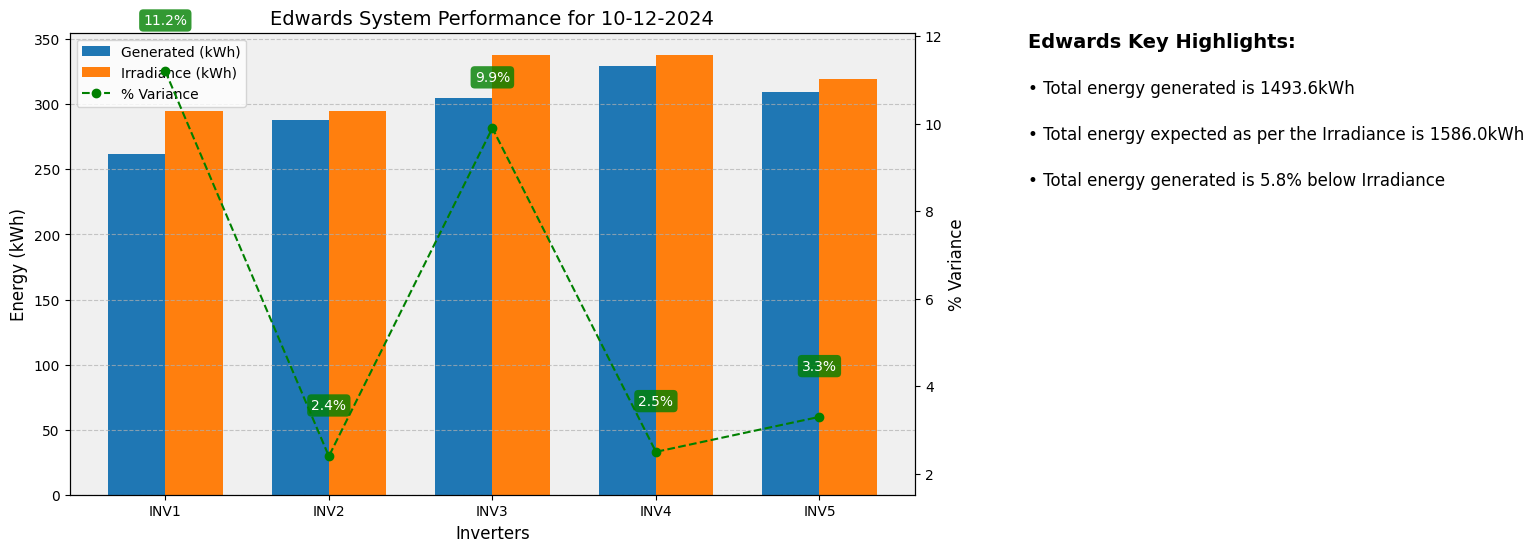 Edwards System Performance for 10-12-2024
11.2%
350
300
250
200
150
100
50
0
Energy (kWh)
Generated (kWh)
Irradiance (kWh)
% Variance
9.9%
2.4%
2.5%
3.3%
12
10
8
6
4
2
% Variance
INV1 INV2 INV3 INV4 INV5
Inverters
Edwards Key Highlights:
• Total energy generated is 1493.6kWh
• Total energy expected as per the Irradiance is 1586.0kWh
• Total energy generated is 5.8% below Irradiance